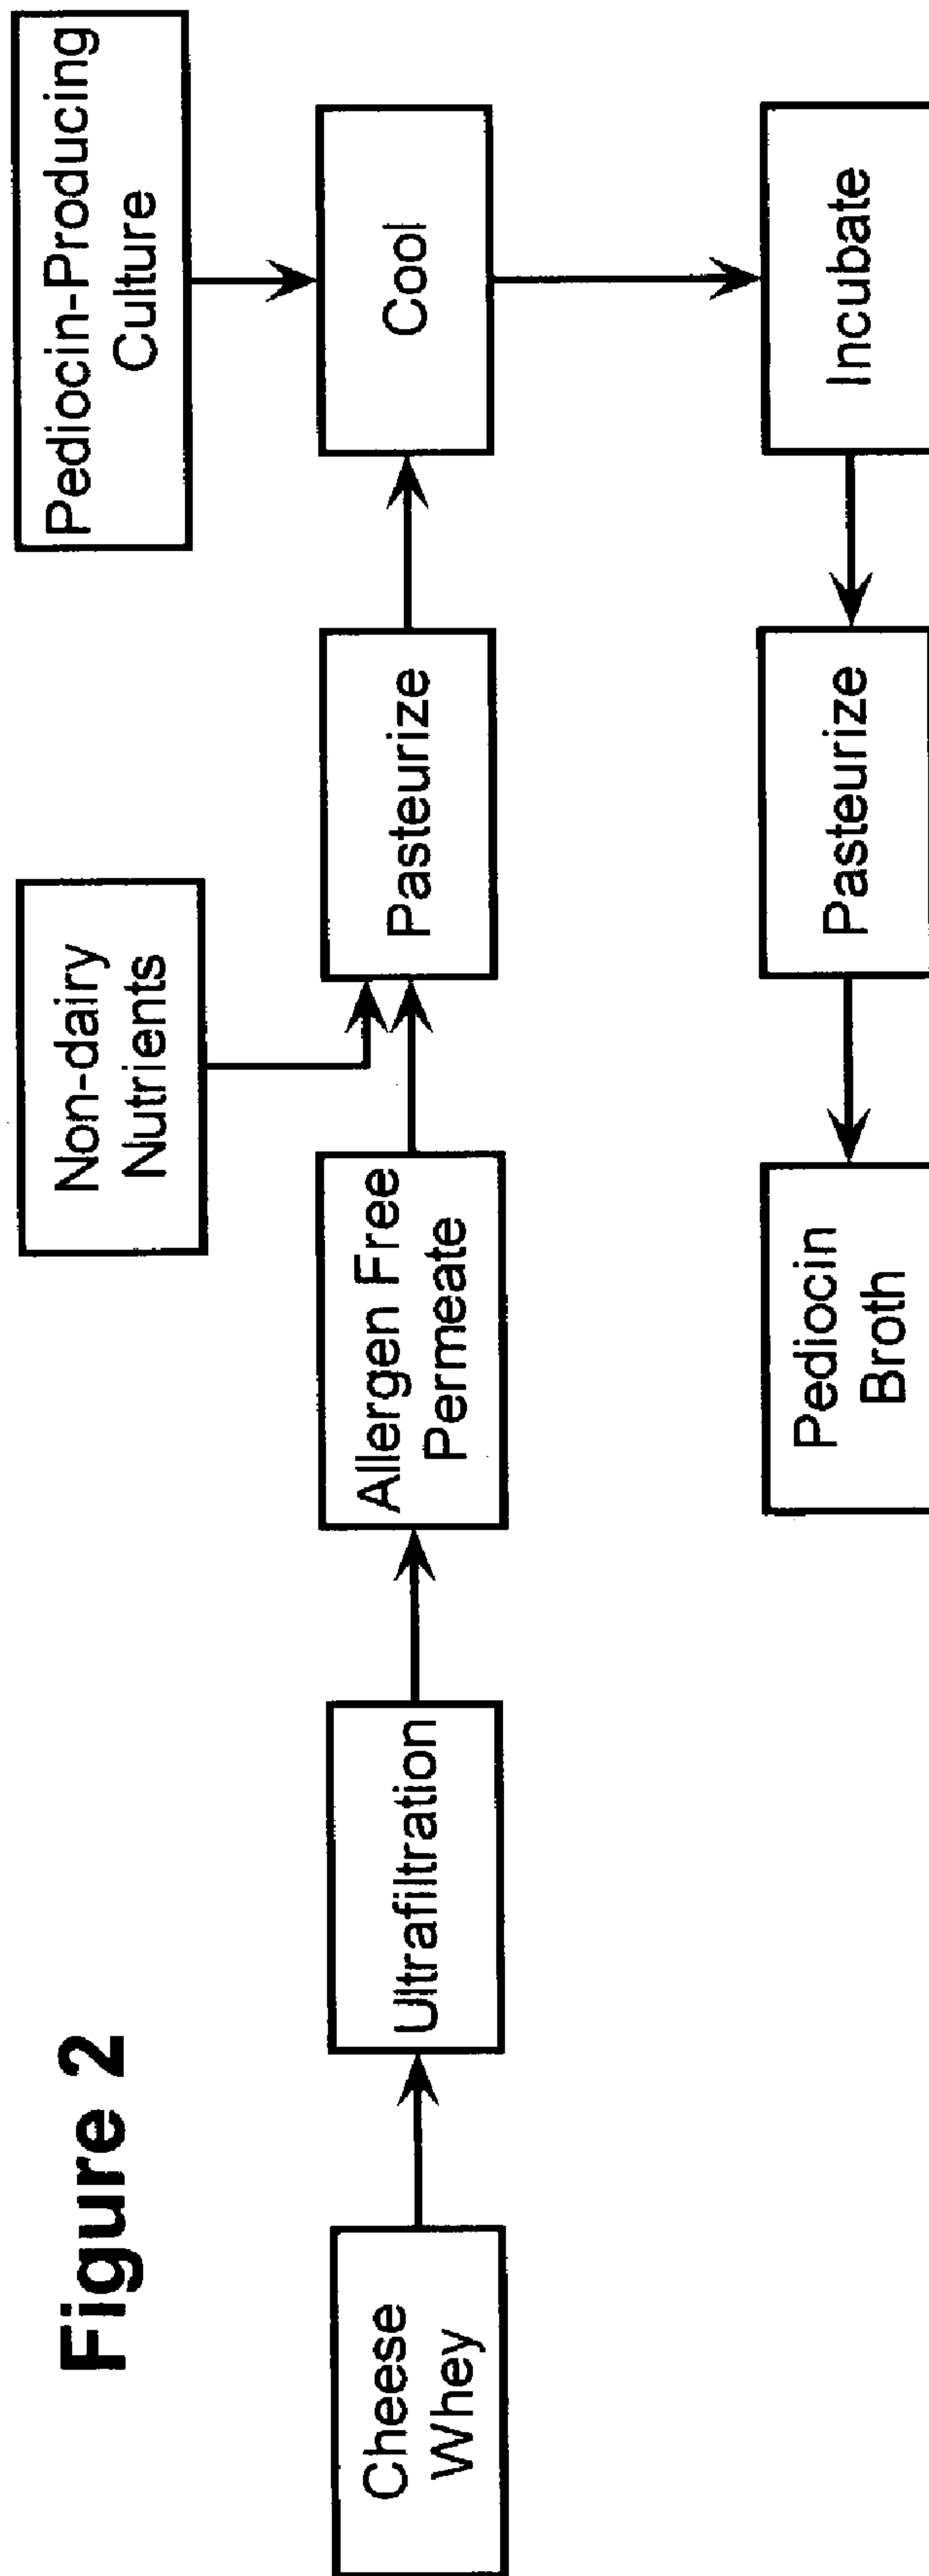 Figure 2
Non-dairy
Nutrients
Pediocin-Producing
Culture
Cheese
Whey
Ultrafiltration
Allergen Free
Permeate
Pasteurize
Cool
Pediocin
Broth
Pasteurize
Incubate